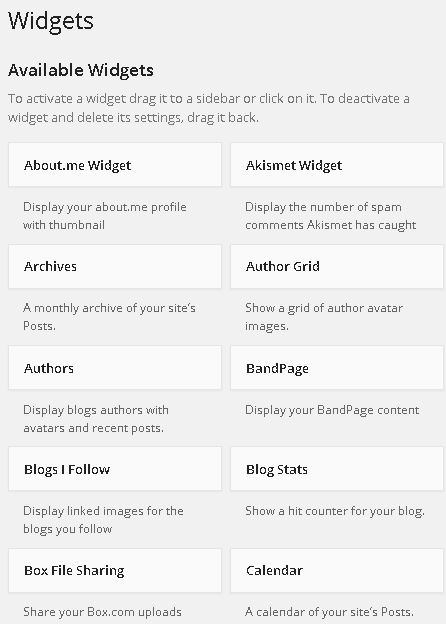 Widgets
Available Widgets
To activate a widget drag it to a sidebar or click on it. To deactivate a
widget and delete its settings, drag it back.
About.me Widget
Akismet Widget
Display your about.me profile
with thumbnail
Display the number of spam
comments Akismet has caught
Archives
Author Grid
A monthly archive of your site's
Posts.
Show a grid of author avatar
images.
Authors
BandPage
Display blogs authors with
avatars and recent posts.
Display your BandPage content
Blogs I Follow
Blog Stats
Display linked images for the
blogs you follow
Show a hit counter for your blog.
Box File Sharing
Calendar
Share your Box.com uploads
A calendar of your site's Posts.